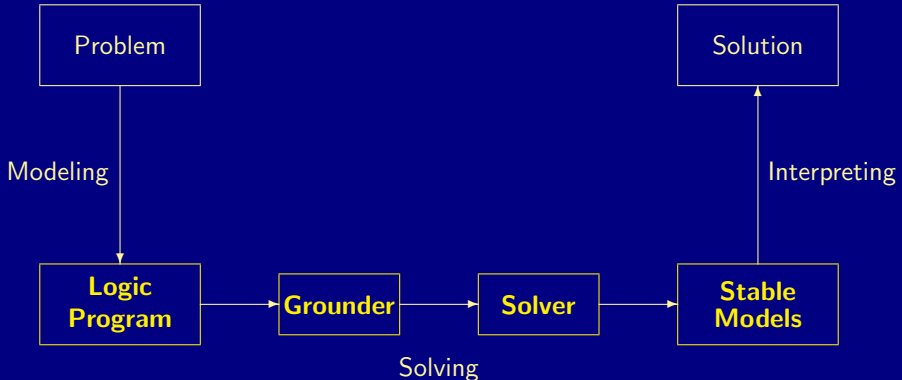 Problem
Solution
Modeling
Interpreting
Logic
Program
Grounder
Solver
Stable
Models
Solving